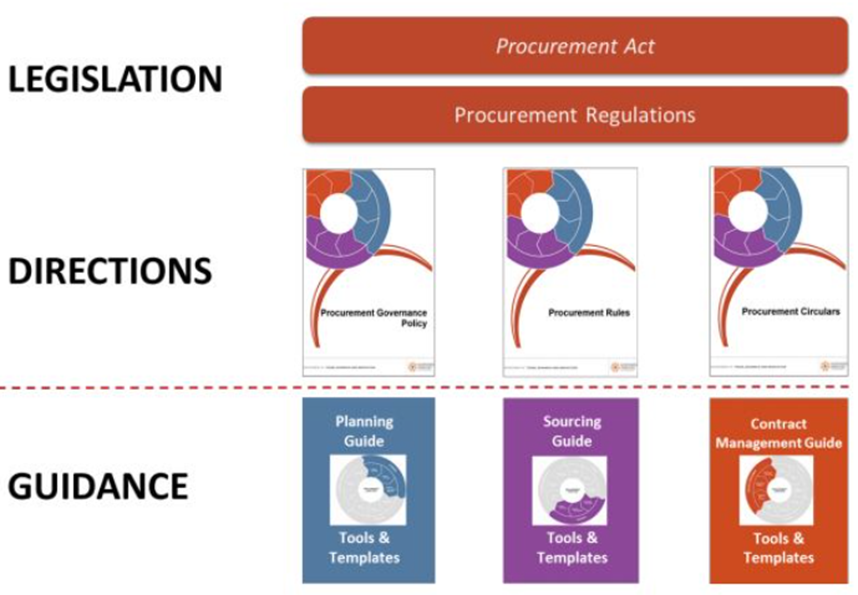 LEGISLATION
Procurement Act
Procurement Regulations
DIRECTIONS
Procurement Governance
Policy
Procurement Rules
Procurement Circulars
GUIDANCE
Planning
Guide
Tools &
Templates
Sourcing
Guide
Tools &
Templates
Contract
Management Guide
Tools &
Templates